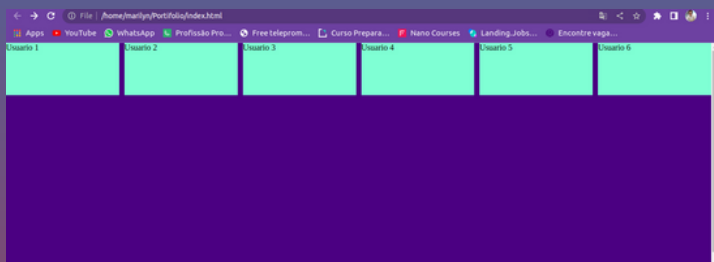 File | /home/marilyn/Portifolio/index.html
Apps YouTube WhatsApp Profissão Pro... Free teleprom... Curso Prepara... Nano Courses Landing.Jobs... Encontre vaga...
Usuario 1 Usuario 2 Usuario 3 Usuario 4 Usuario 5 Usuario 6